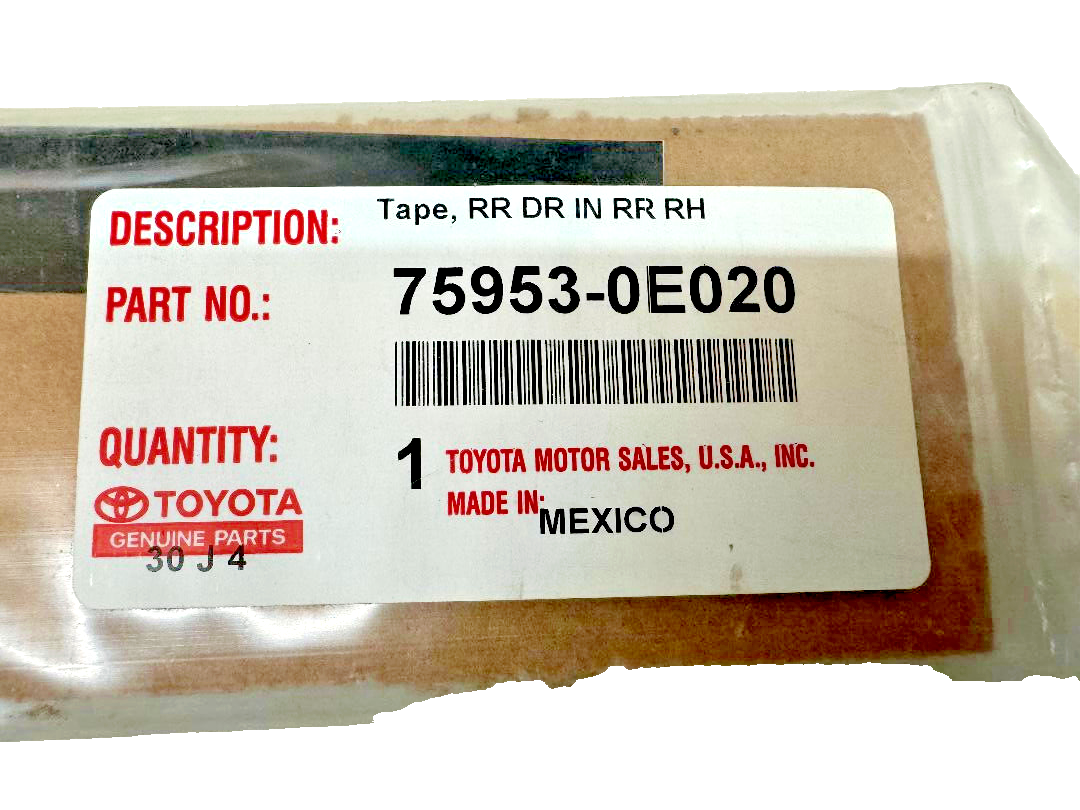 DESCRIPTION: Tape, RR DR IN RR RH
PART NO.: 75953-0E020
QUANTITY: 1 TOYOTA MOTOR SALES, U.S.A., INC.
MADE IN: MEXICO
TOYOTA
GENUINE PARTS
30 J 4